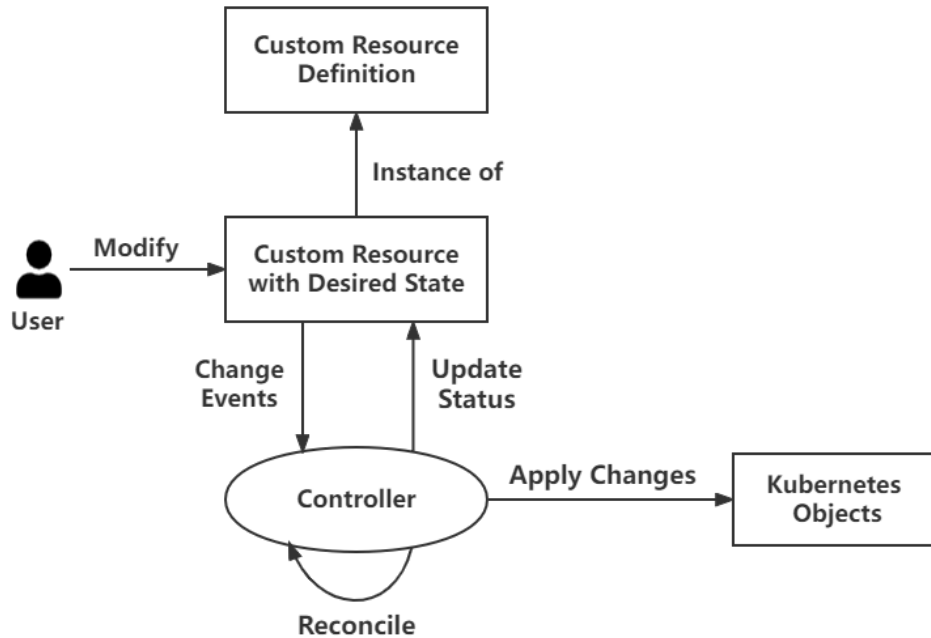 Custom Resource
Definition
Instance of
Modify
User
Custom Resource
with Desired State
Change
Events
Update
Status
Controller
Apply Changes
Kubernetes
Objects
Reconcile